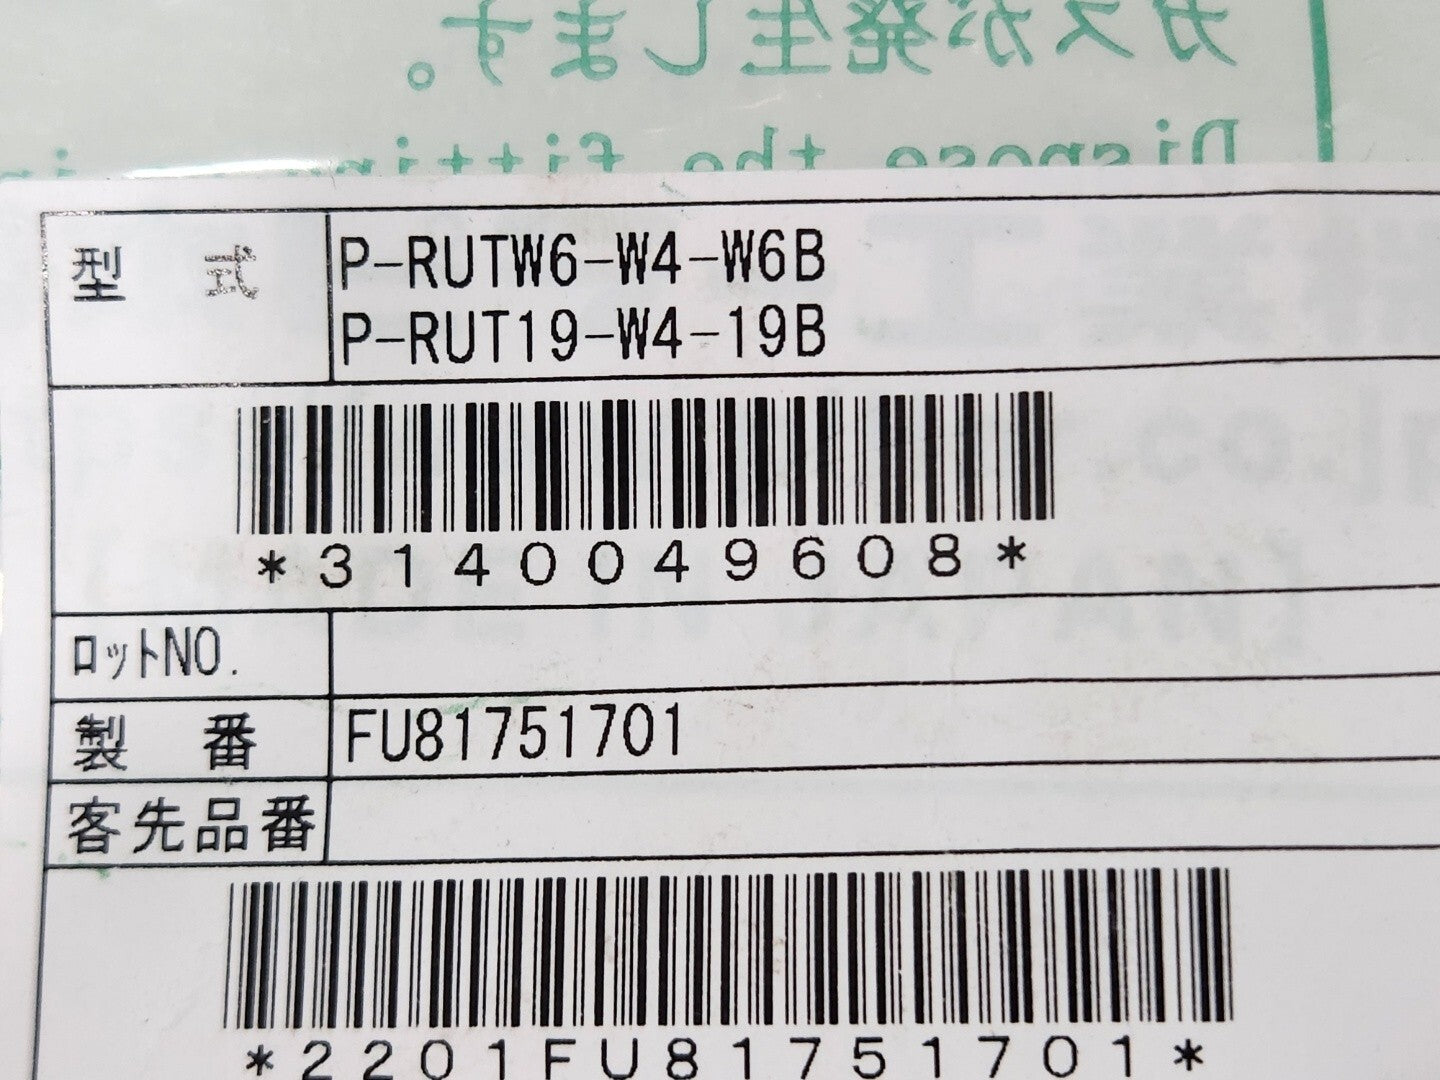 ガスが発生します。
Dispose the fitting in
型　式 P-RUTW6-W4-W6B
P-RUT19-W4-19B
*3140049608*
ロットNO.
製　番 FU81751701
客先品番
*2201FU81751701*